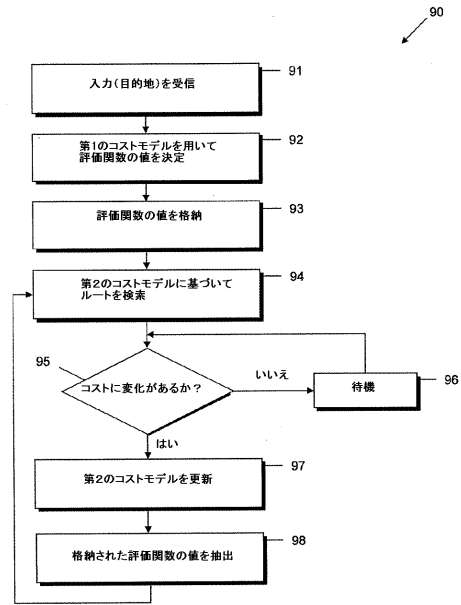 90
入力(目的地)を受信
91
第1のコストモデルを用いて
評価関数の値を決定
92
評価関数の値を格納
93
第2のコストモデルに基づいて
ルートを検索
94
95
コストに変化があるか?
いいえ
待機
96
はい
第2のコストモデルを更新
97
格納された評価関数の値を抽出
98